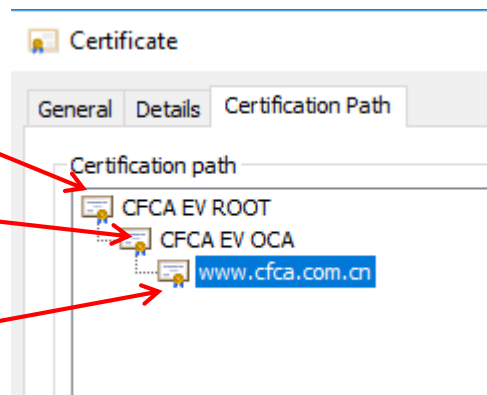 Certificate
General Details Certification Path
Certification path
CFCA EV ROOT
CFCA EV OCA
www.cfca.com.cn